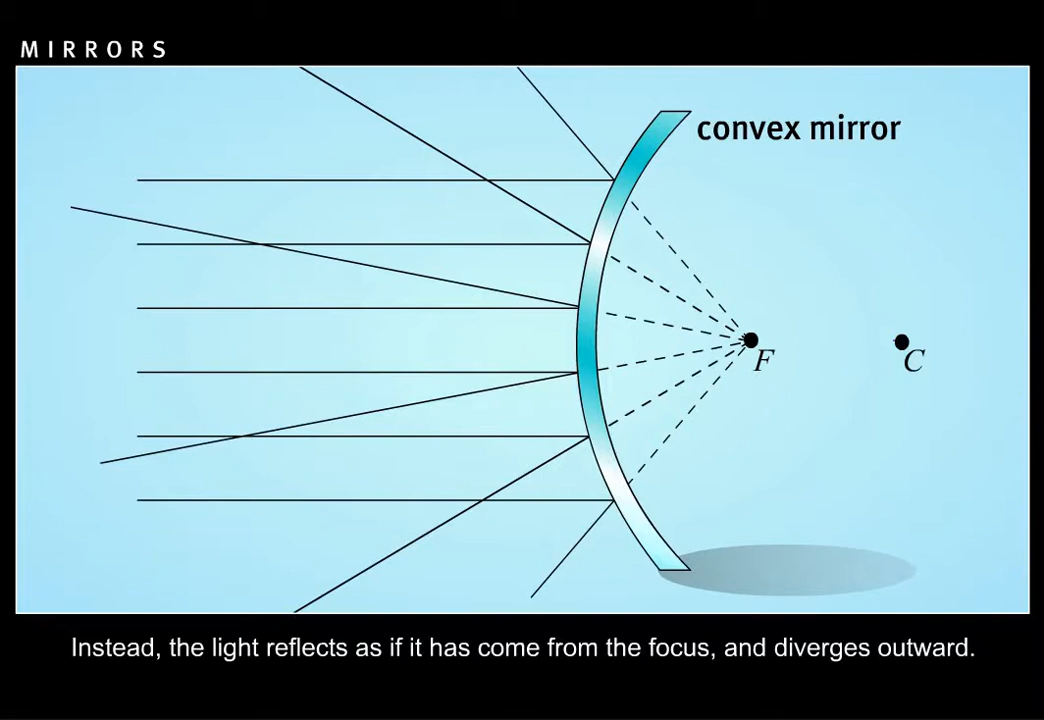 MIRRORS
convex mirror
F
C
Instead, the light reflects as if it has come from the focus, and diverges outward.